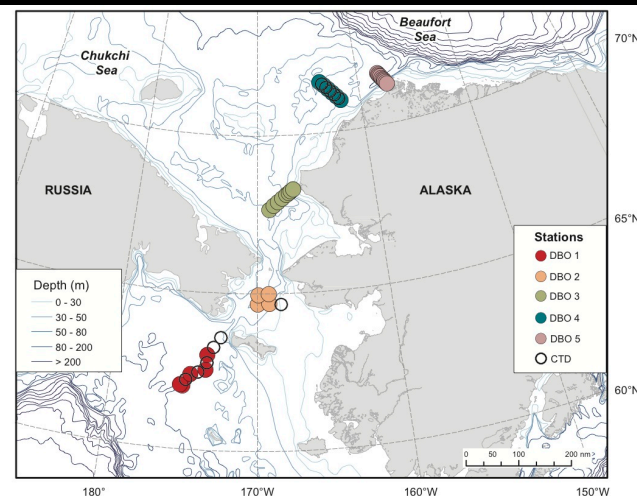 Beaufort
Sea
70°N
Chukchi
Sea
RUSSIA
ALASKA
65°N
Stations
DBO 1
DBO 2
DBO 3
DBO 4
DBO 5
CTD
Depth (m)
0 - 30
30 - 50
50 - 80
80 - 200
> 200
60°N
0 50 100 200 nm
180° 170°W 160°W 150°W